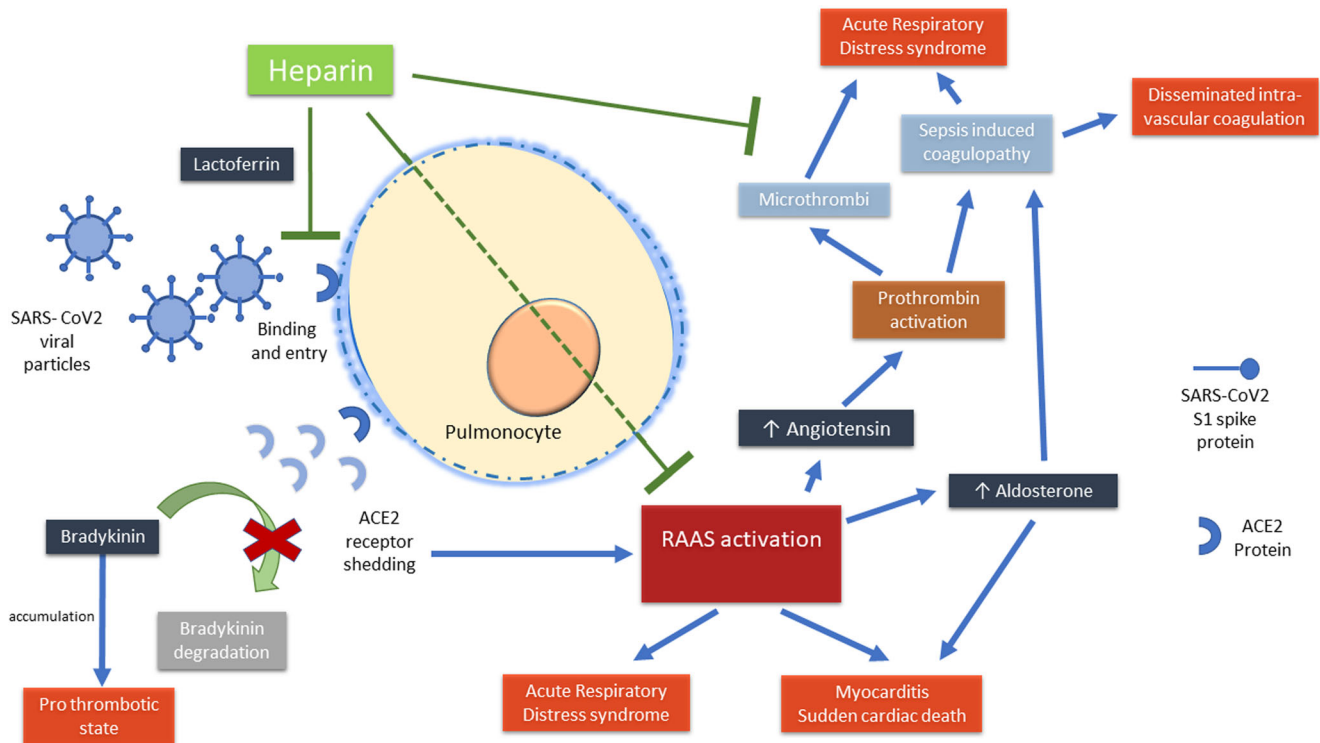 Heparin
Acute Respiratory
Distress syndrome
Disseminated intra-
vascular coagulation
Sepsis induced
coagulopathy
Lactoferrin
Microthrombi
SARS- CoV2
viral
particles
Binding
and entry
Prothrombin
activation
Pulmonocyte
↑ Angiotensin
SARS-CoV2
S1 spike
protein
↑ Aldosterone
Bradykinin
ACE2
receptor
shedding
RAAS activation
ACE2
Protein
accumulation
Bradykinin
degradation
Pro thrombotic
state
Acute Respiratory
Distress syndrome
Myocarditis
Sudden cardiac death